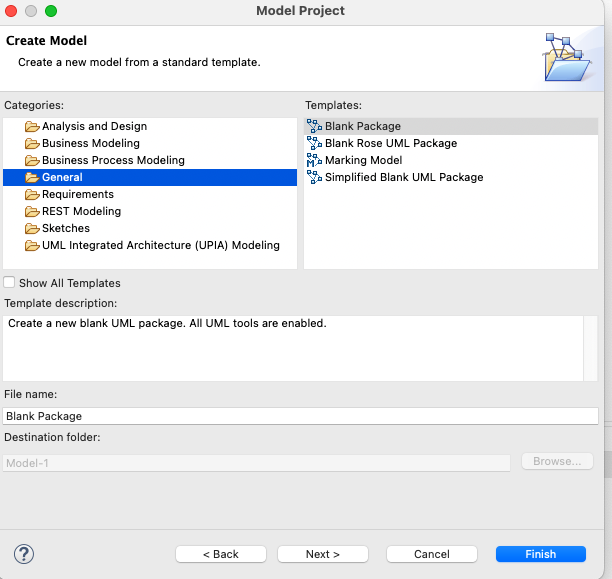 Model Project
Create Model
Create a new model from a standard template.
Categories:
Analysis and Design
Business Modeling
Business Process Modeling
General
Requirements
REST Modeling
Sketches
UML Integrated Architecture (UPIA) Modeling
Templates:
Blank Package
Blank Rose UML Package
Marking Model
Simplified Blank UML Package
Show All Templates
Template description:
Create a new blank UML package. All UML tools are enabled.
File name:
Blank Package
Destination folder:
Model-1
Browse...
?
< Back
Next >
Cancel
Finish